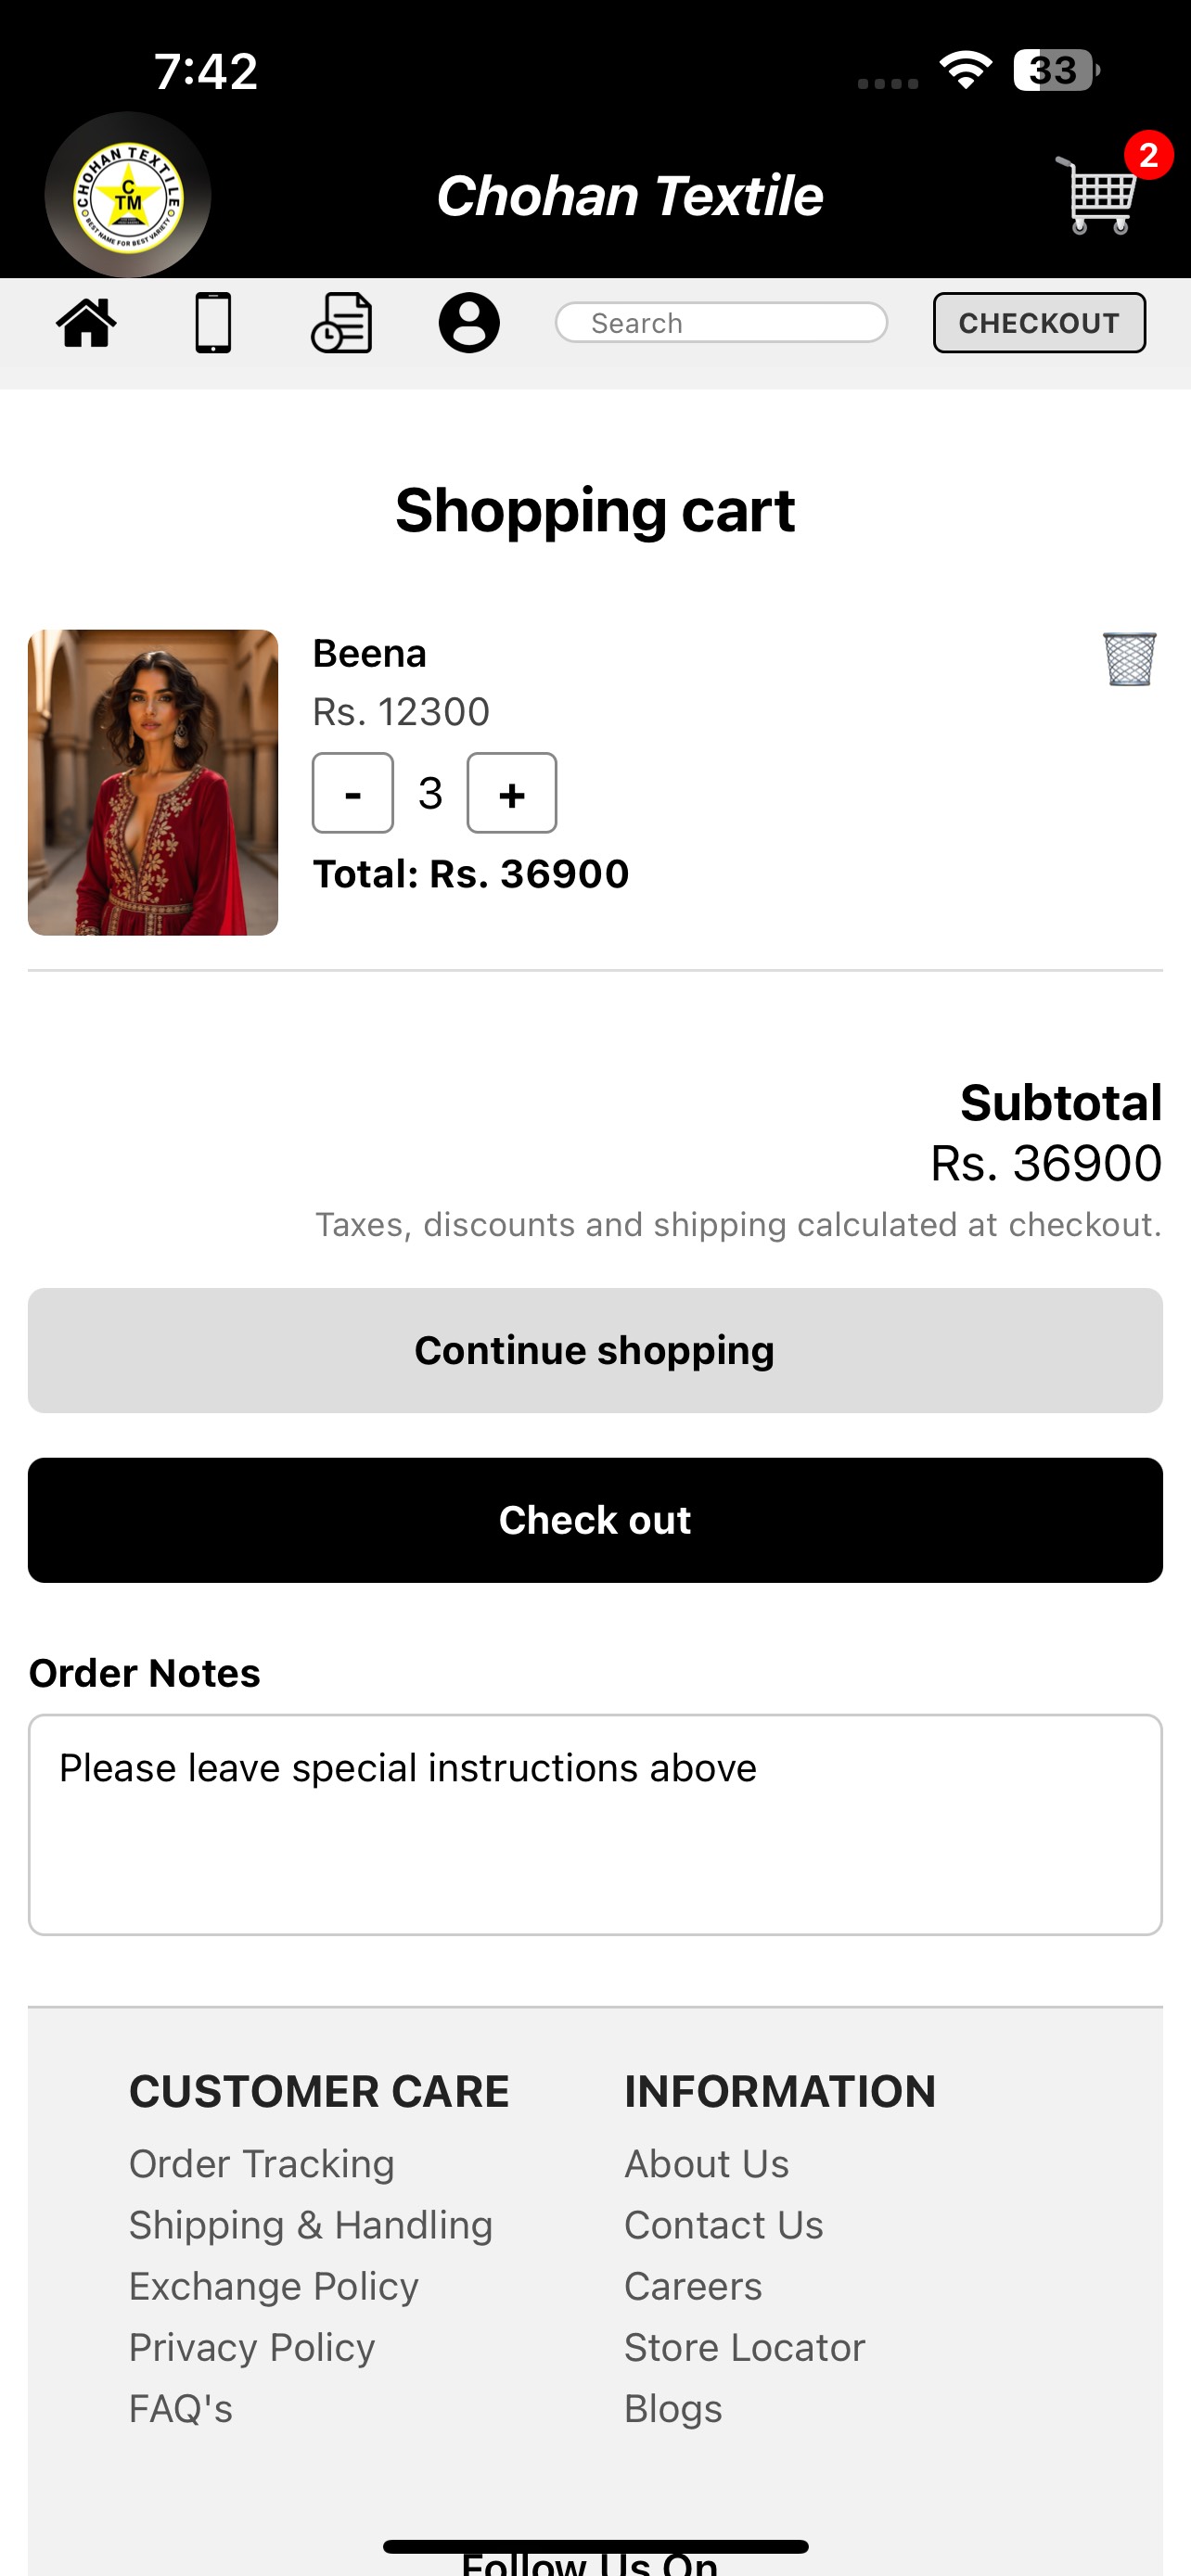 7:42
33
CHOHAN TEXTILE
C
TM
BEST NAME FOR BEST VARIETY
Chohan Textile
2
Search
CHECKOUT
Shopping cart
Beena
Rs. 12300
- 3 +
Total: Rs. 36900
Subtotal
Rs. 36900
Taxes, discounts and shipping calculated at checkout.
Continue shopping
Check out
Order Notes
Please leave special instructions above
CUSTOMER CARE
Order Tracking
Shipping & Handling
Exchange Policy
Privacy Policy
FAQ's
INFORMATION
About Us
Contact Us
Careers
Store Locator
Blogs
Follow Us On